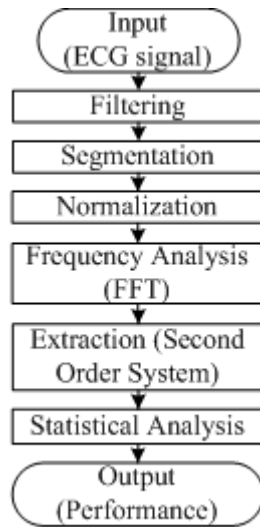 Input
(ECG signal)
Filtering
Segmentation
Normalization
Frequency Analysis
(FFT)
Extraction (Second
Order System)
Statistical Analysis
Output
(Performance)